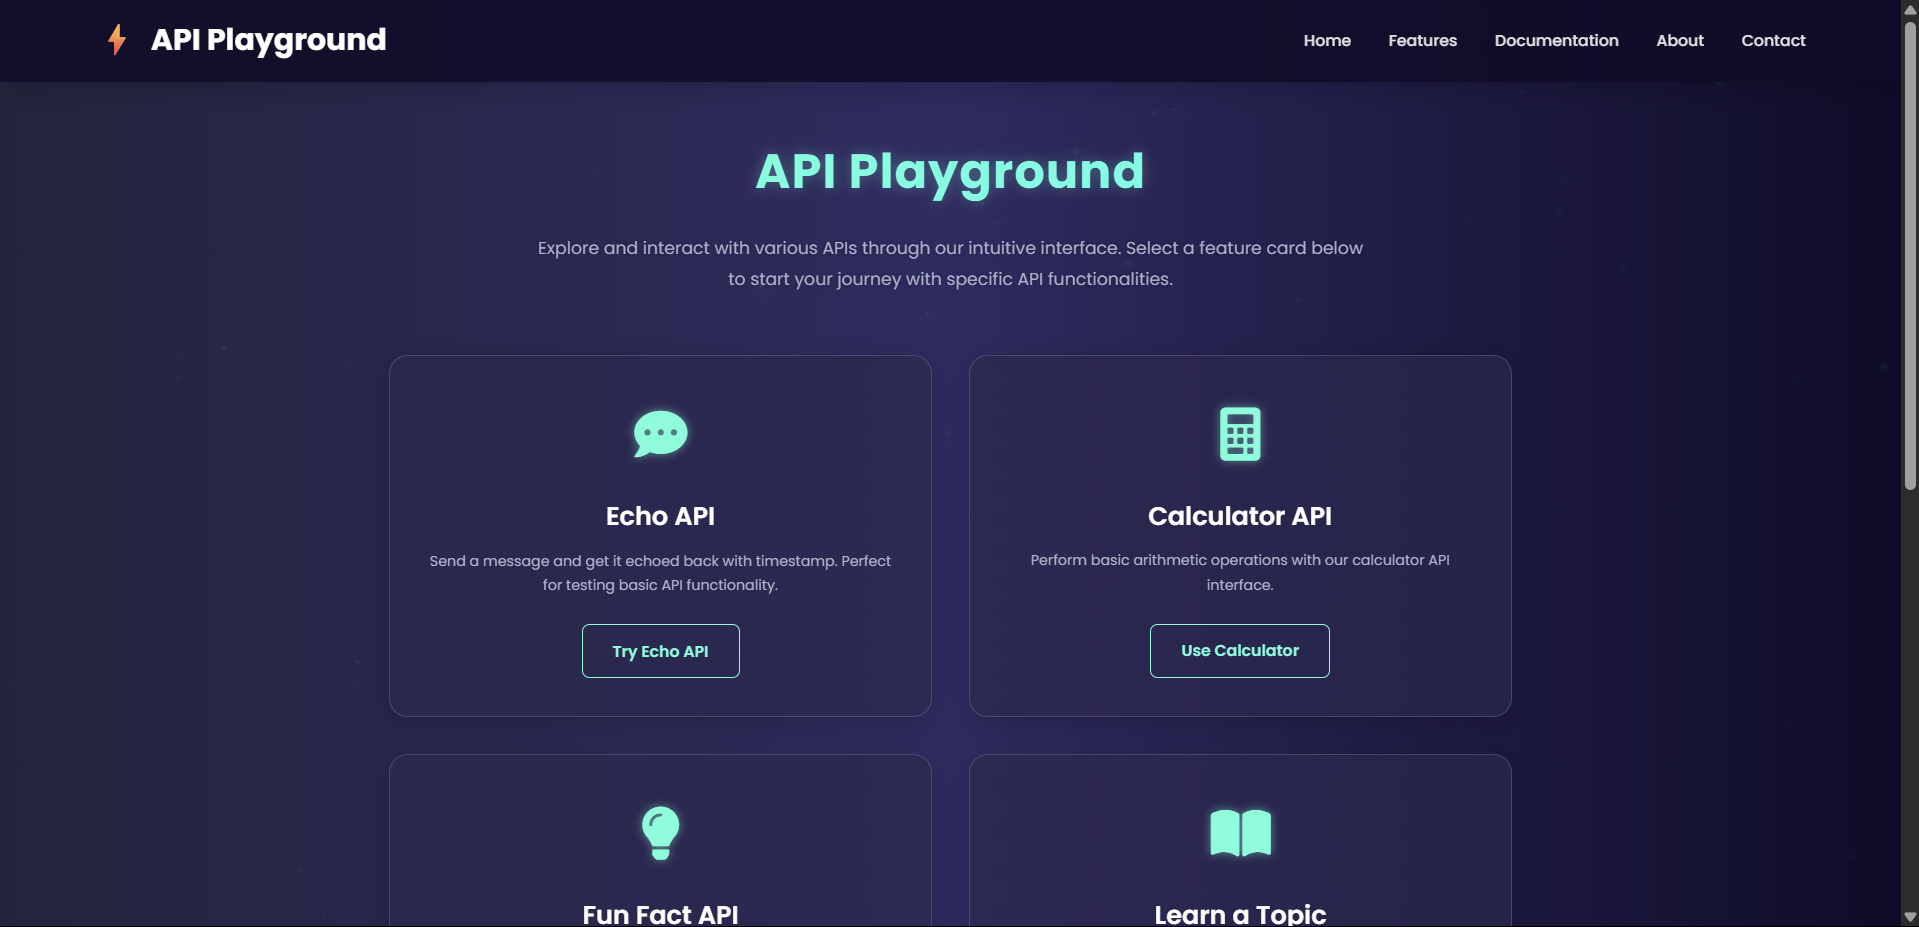 API Playground
Home
Features
Documentation
About
Contact
API Playground
Explore and interact with various APIs through our intuitive interface. Select a feature card below
to start your journey with specific API functionalities.
Echo API
Send a message and get it echoed back with timestamp. Perfect
for testing basic API functionality.
Try Echo API
Calculator API
Perform basic arithmetic operations with our calculator API
interface.
Use Calculator
Fun Fact API
Learn a Topic